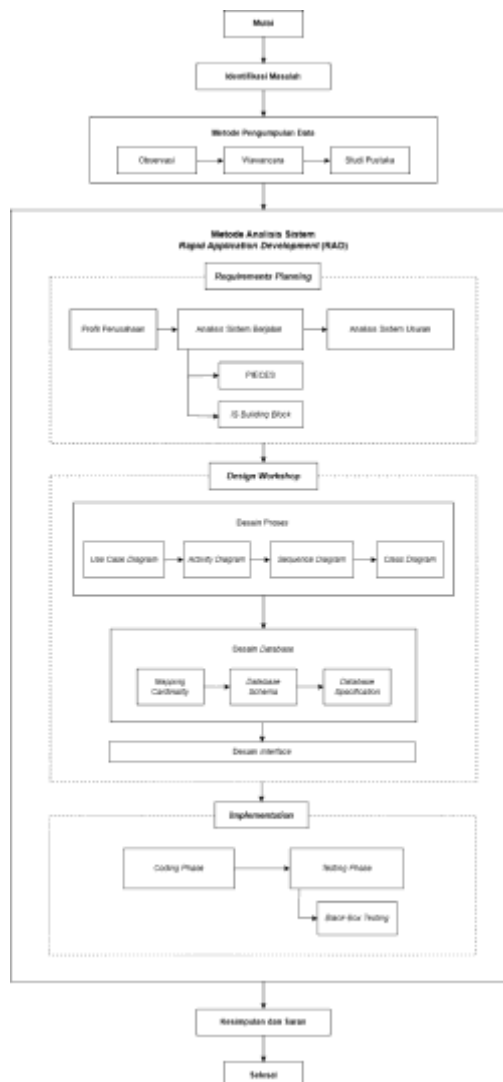 Mulai
Identifikasi Masalah
Metode Pengumpulan Data
Observasi
Wawancara
Studi Pustaka
Metode Analisis Sistem
Rapid Application Development (RAD)
Requirements Planning
Profil Perusahaan
Analisis Sistem Berjalan
Analisis Sistem Usulan
PIECES
IS Building Block
Design Workshop
Desain Proses
Use Case Diagram
Activity Diagram
Sequence Diagram
Class Diagram
Desain Database
Mapping
Cardinality
Database
Schema
Database
Specification
Desain Interface
Implementation
Coding Phase
Testing Phase
Black-Box Testing
Kesimpulan dan Saran
Selesai